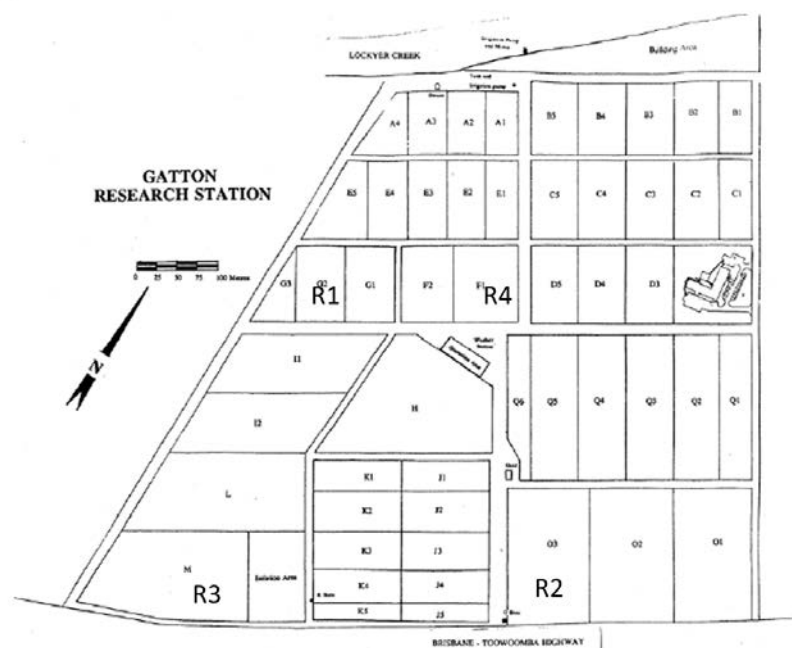 LOCKYER CREEK
Building Area
Irrigation pump
A4
A3
A2
A1
B5
B4
B3
B2
B1
GATTON
RESEARCH STATION
E5
E4
E3
E2
E1
C5
C4
C3
C2
C1
0 25 50 75 100 Metres
G3
G2
G1
R1
F2
F1
R4
D5
D4
D3
N
I1
H
Q6
Q5
Q4
Q3
Q2
Q1
I2
L
K1
J1
K2
J2
K3
J3
O3
O2
O1
M
R3
Isolation Area
K4
J4
R2
K5
J5
BRISBANE - TOOWOOMBA HIGHWAY